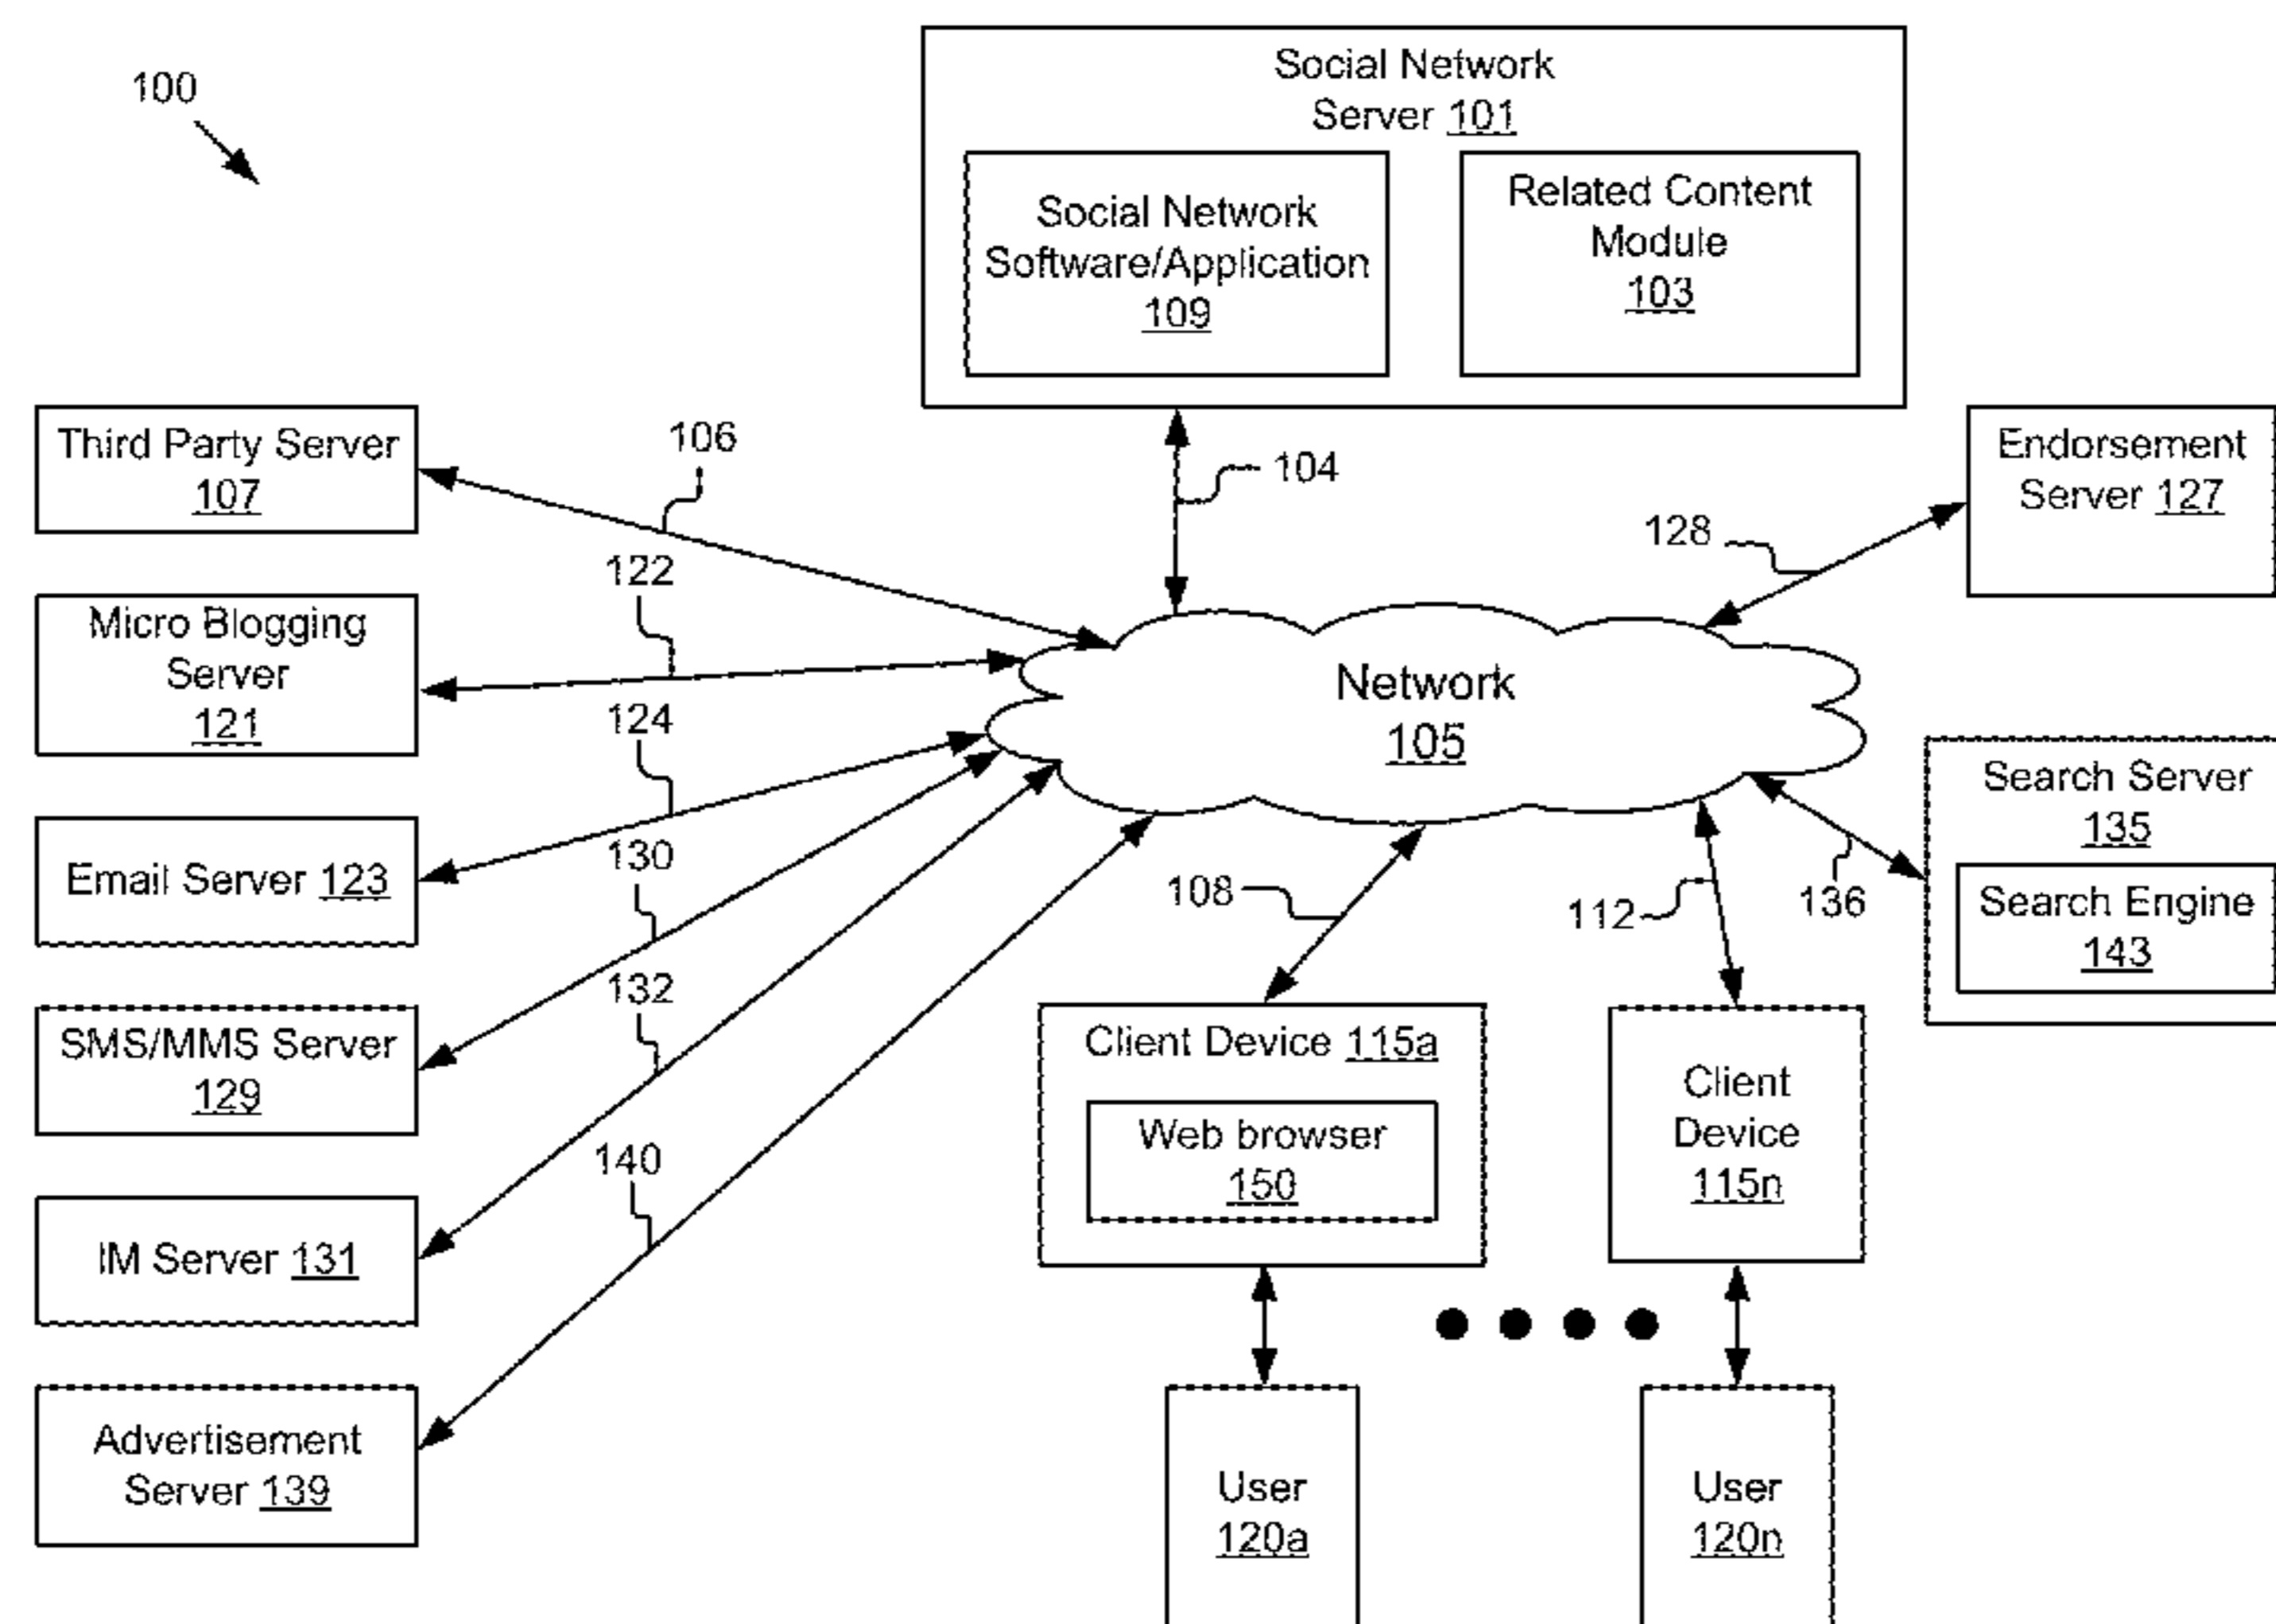 100
Social Network
Server 101
Social Network
Software/Application
109
Related Content
Module
103
Third Party Server
107
106
104
Endorsement
Server 127
128
122
Micro Blogging
Server
121
Network
105
124
Search Server
135
Search Engine
143
136
Email Server 123
130
108
112
SMS/MMS Server
129
132
Client Device 115a
Web browser
150
Client
Device
115n
140
IM Server 131
Advertisement
Server 139
User
120a
User
120n